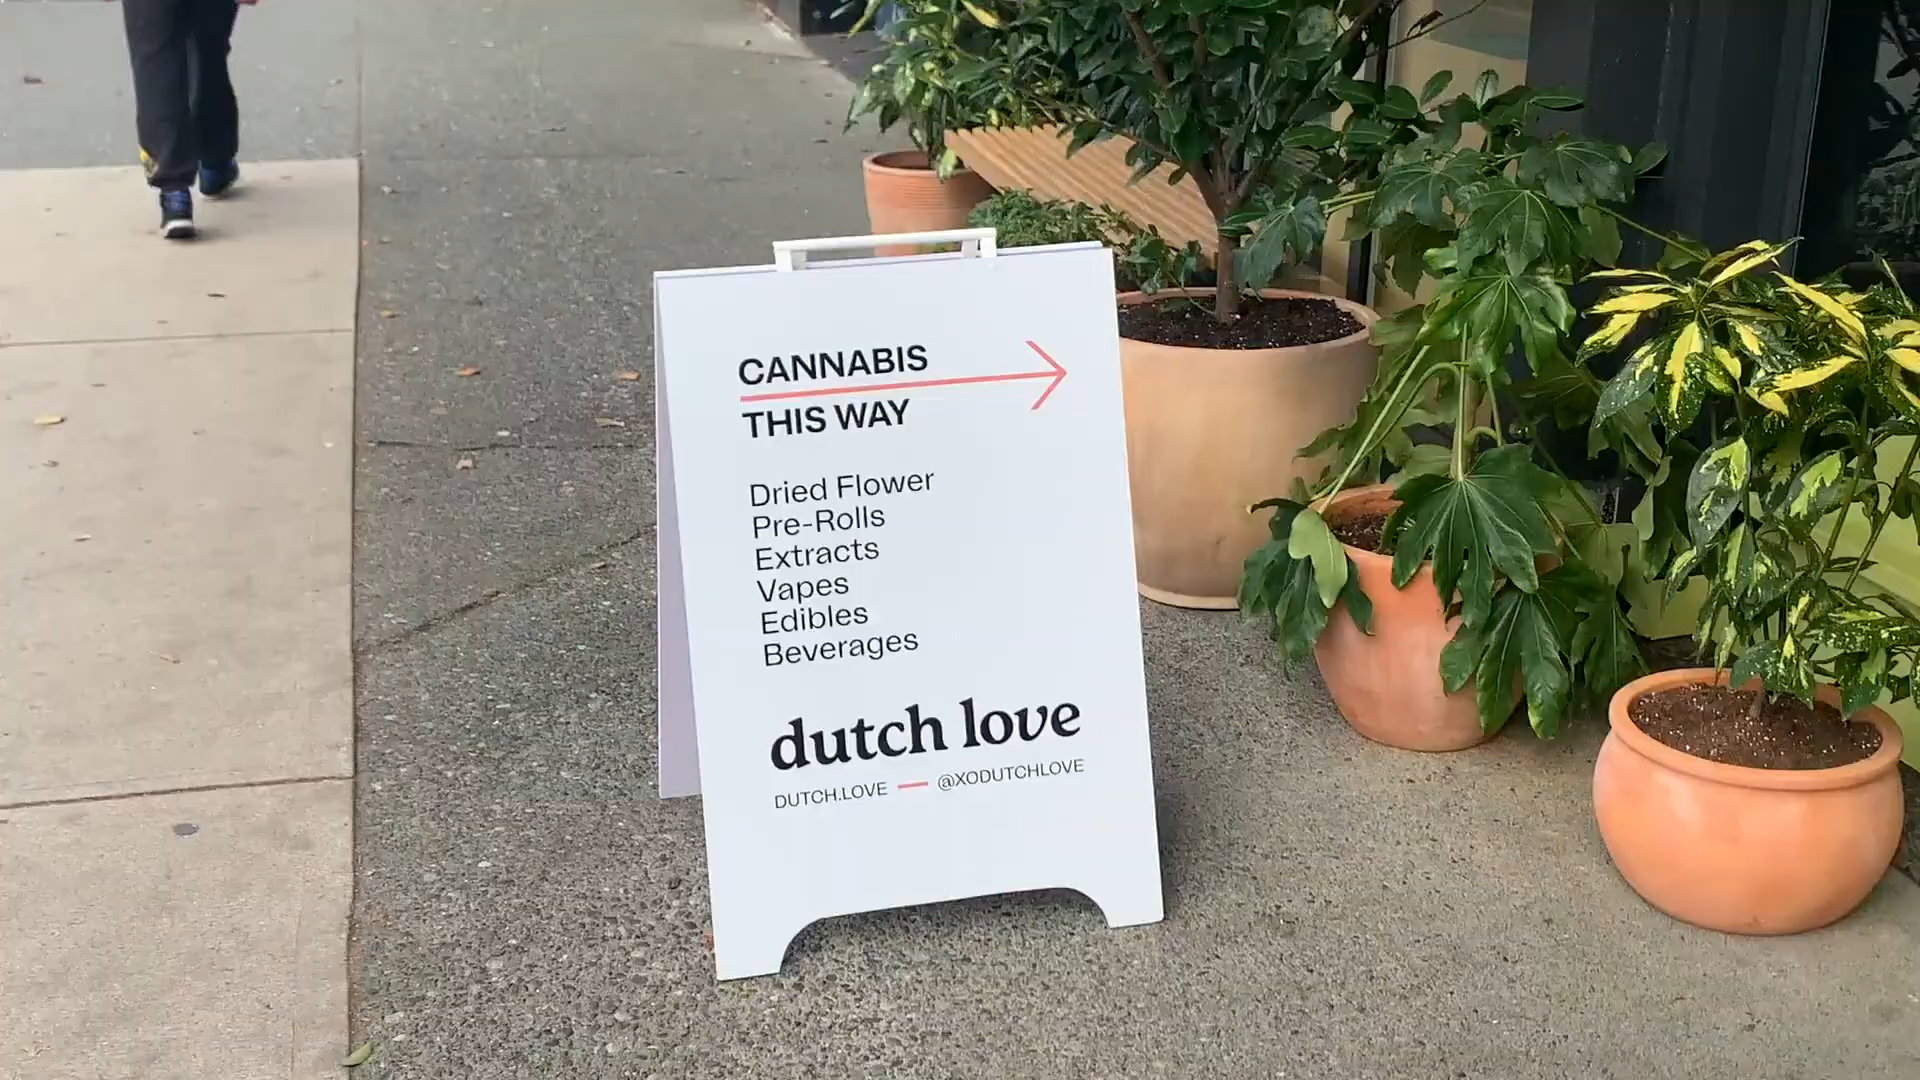 CANNABIS
THIS WAY
Dried Flower
Pre-Rolls
Extracts
Vapes
Edibles
Beverages
dutch love
DUTCH.LOVE — @XODUTCHLOVE